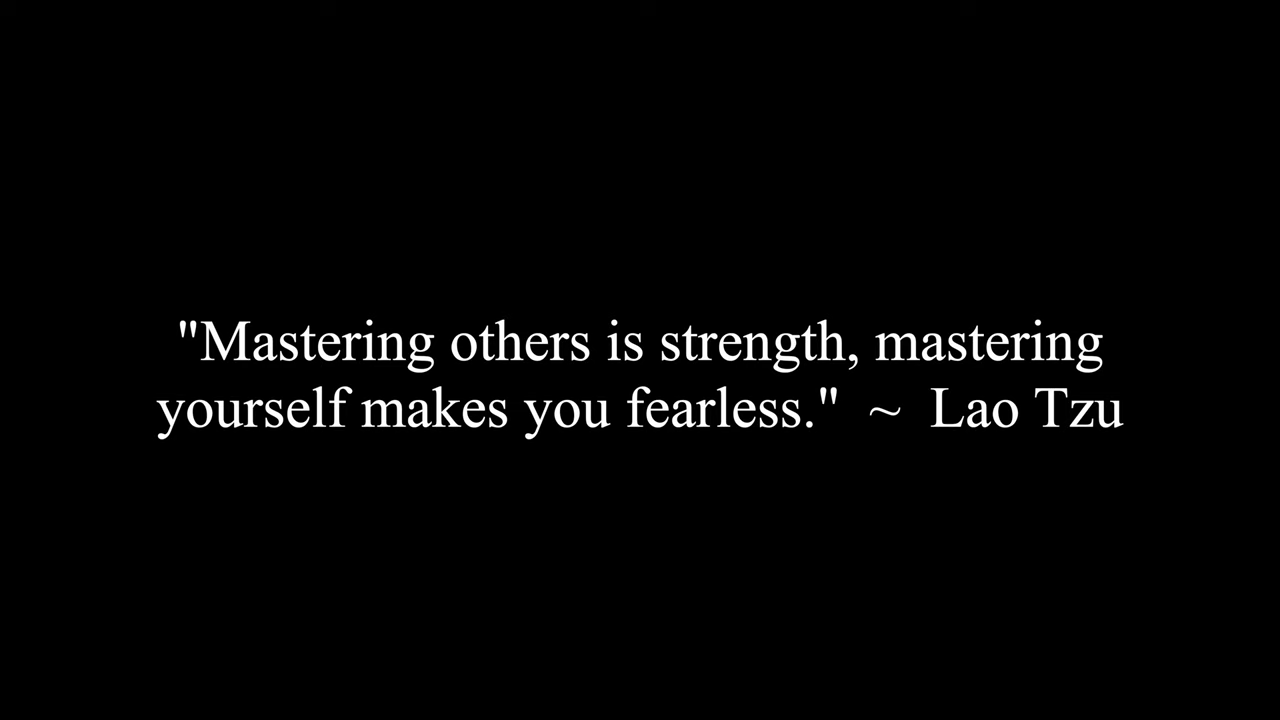 "Mastering others is strength, mastering
yourself makes you fearless."  ~  Lao Tzu